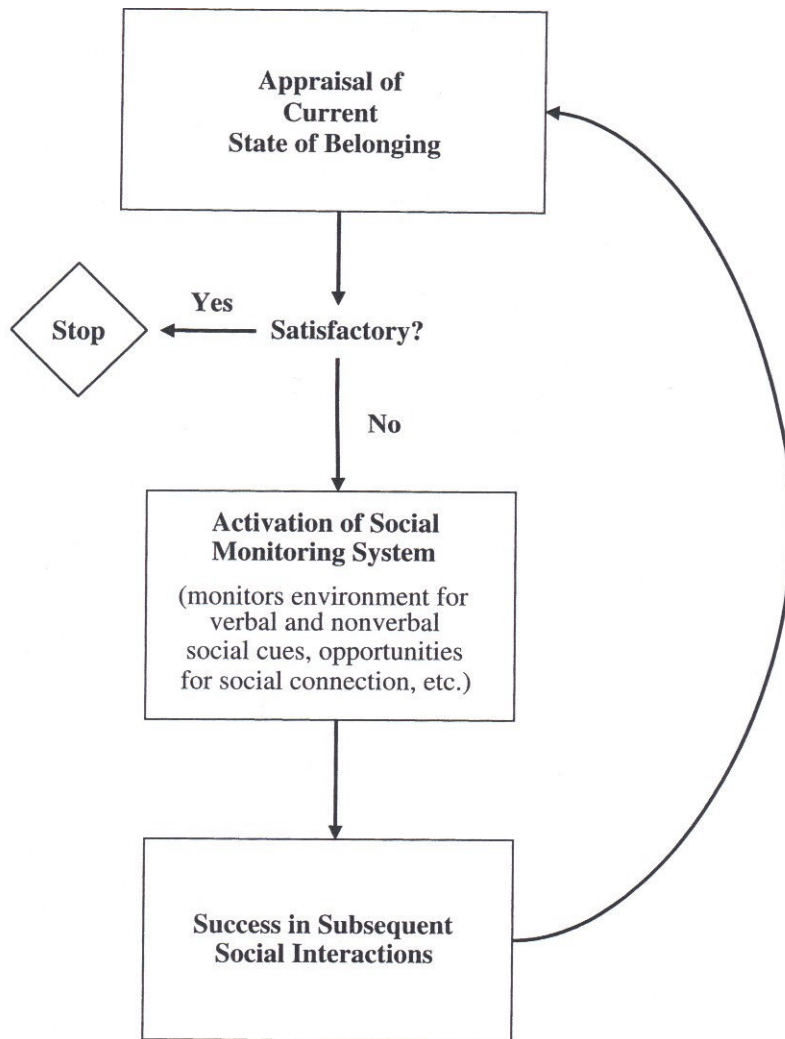 Appraisal of
Current
State of Belonging
Yes
Stop
Satisfactory?
No
Activation of Social
Monitoring System
(monitors environment for
verbal and nonverbal
social cues, opportunities
for social connection, etc.)
Success in Subsequent
Social Interactions